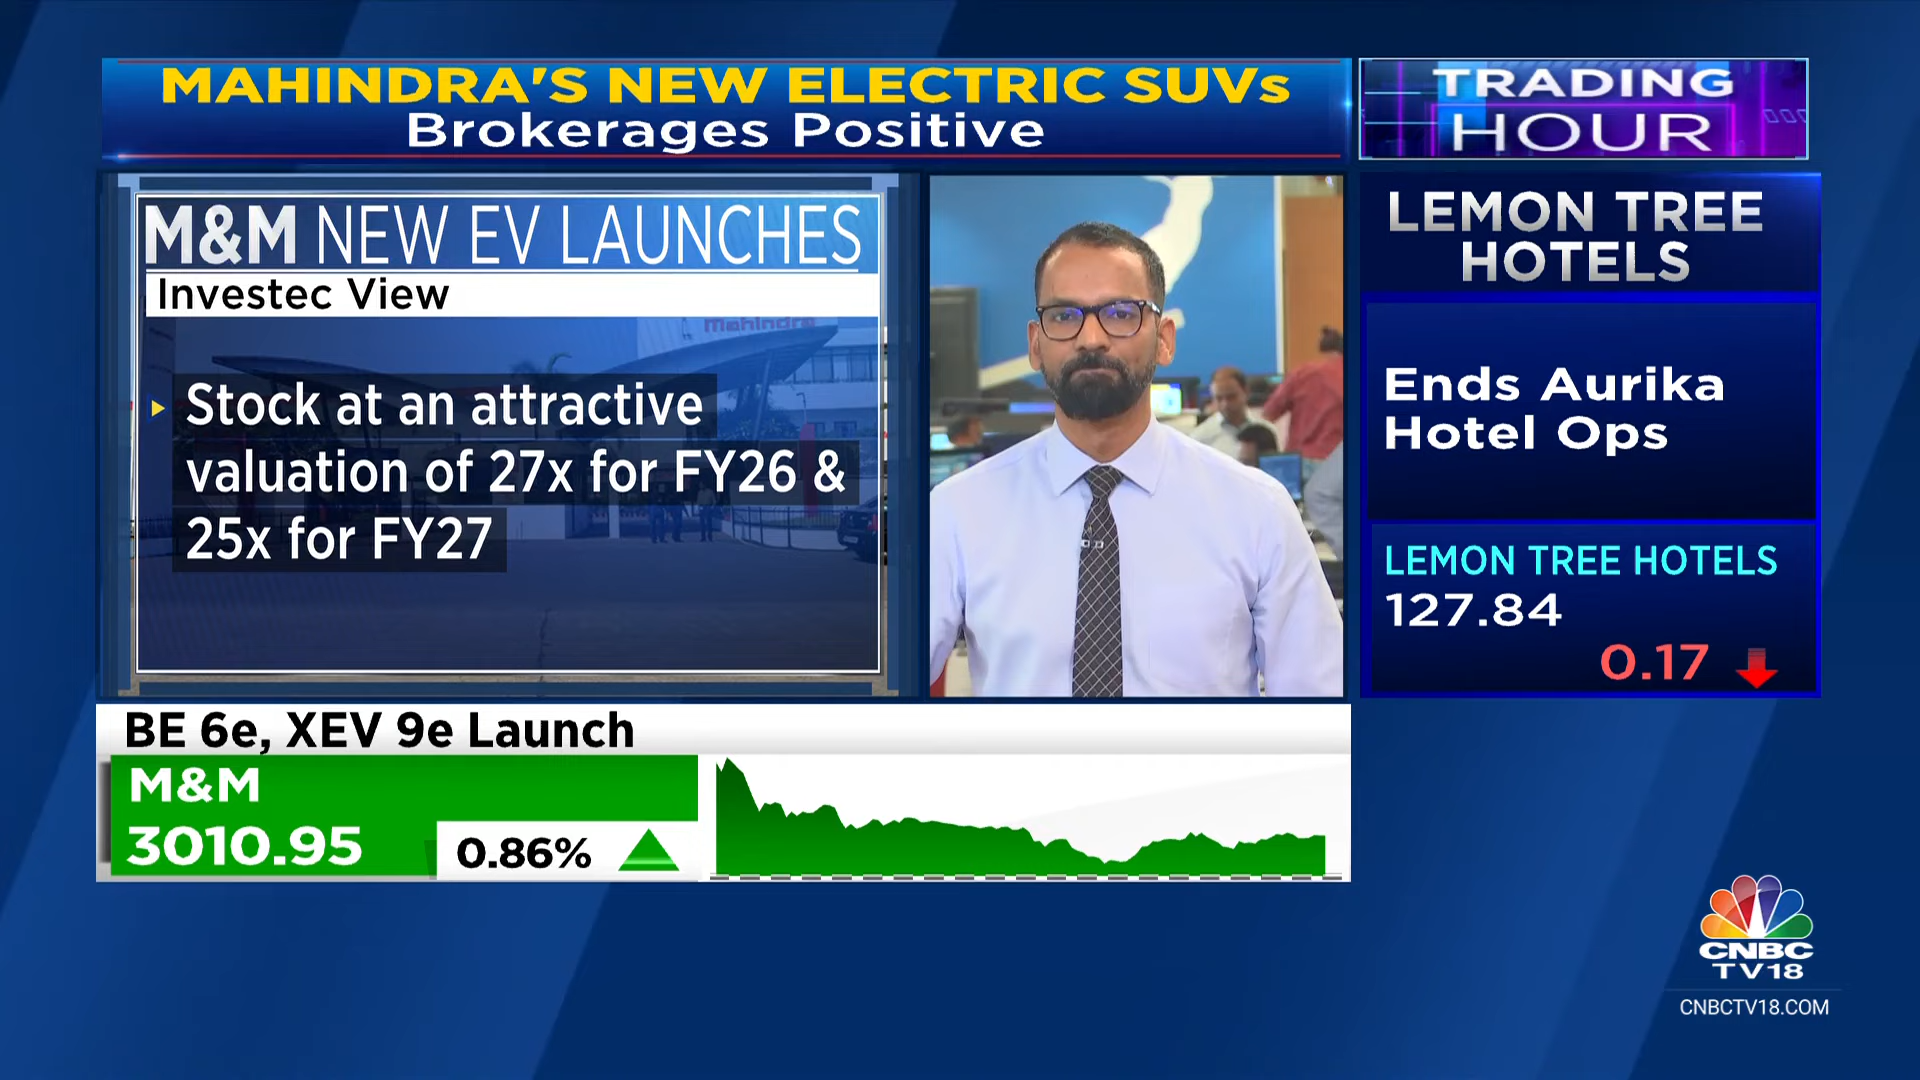 MAHINDRA'S NEW ELECTRIC SUVs
Brokerages Positive
TRADING
HOUR
M&M NEW EV LAUNCHES
Investec View
mahindra
Stock at an attractive
valuation of 27x for FY26 &
25x for FY27
LEMON TREE
HOTELS
Ends Aurika
Hotel Ops
LEMON TREE HOTELS
127.84
0.17
BE 6e, XEV 9e Launch
M&M
3010.95
0.86%
CNBC
TV18
CNBCTV18.COM